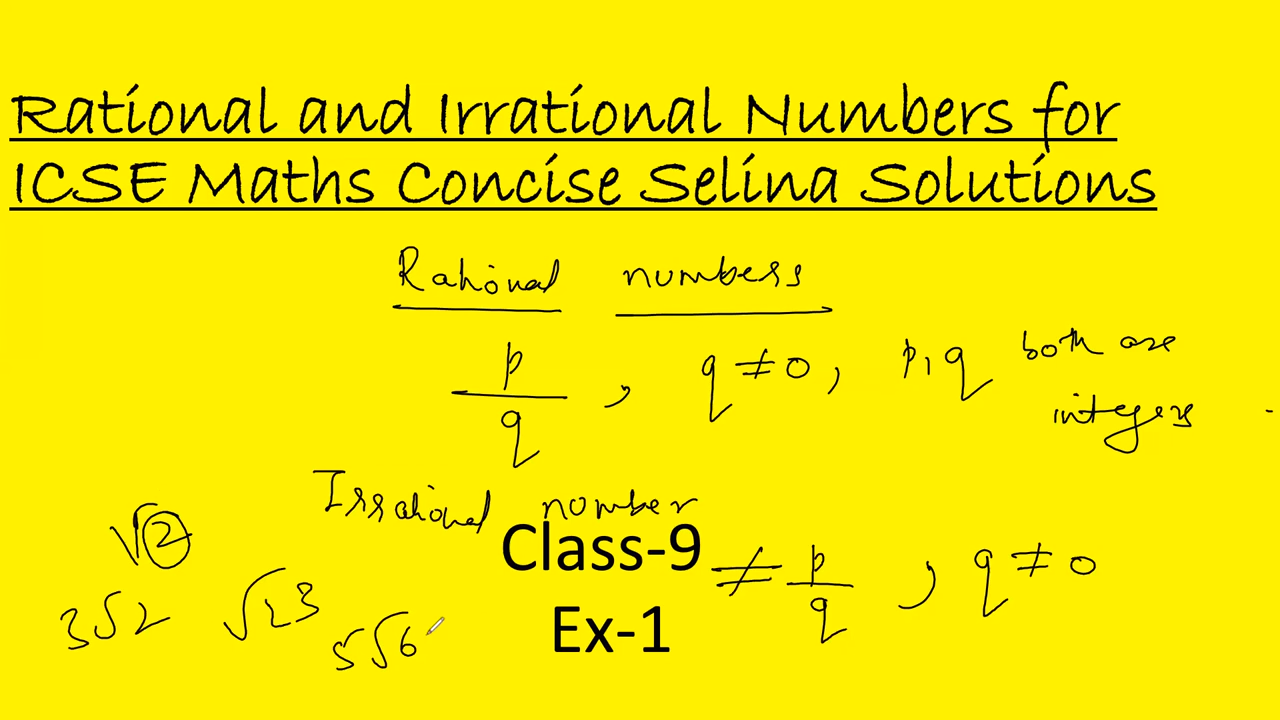 Rational and Irrational Numbers for
ICSE Maths Concise Selina Solutions
Rational numbers
p/q , q ≠ 0, p, q both are
integers
Irrational number
√2
Class-9
≠ p/q , q ≠ 0
3√2 √23 5√6
Ex-1